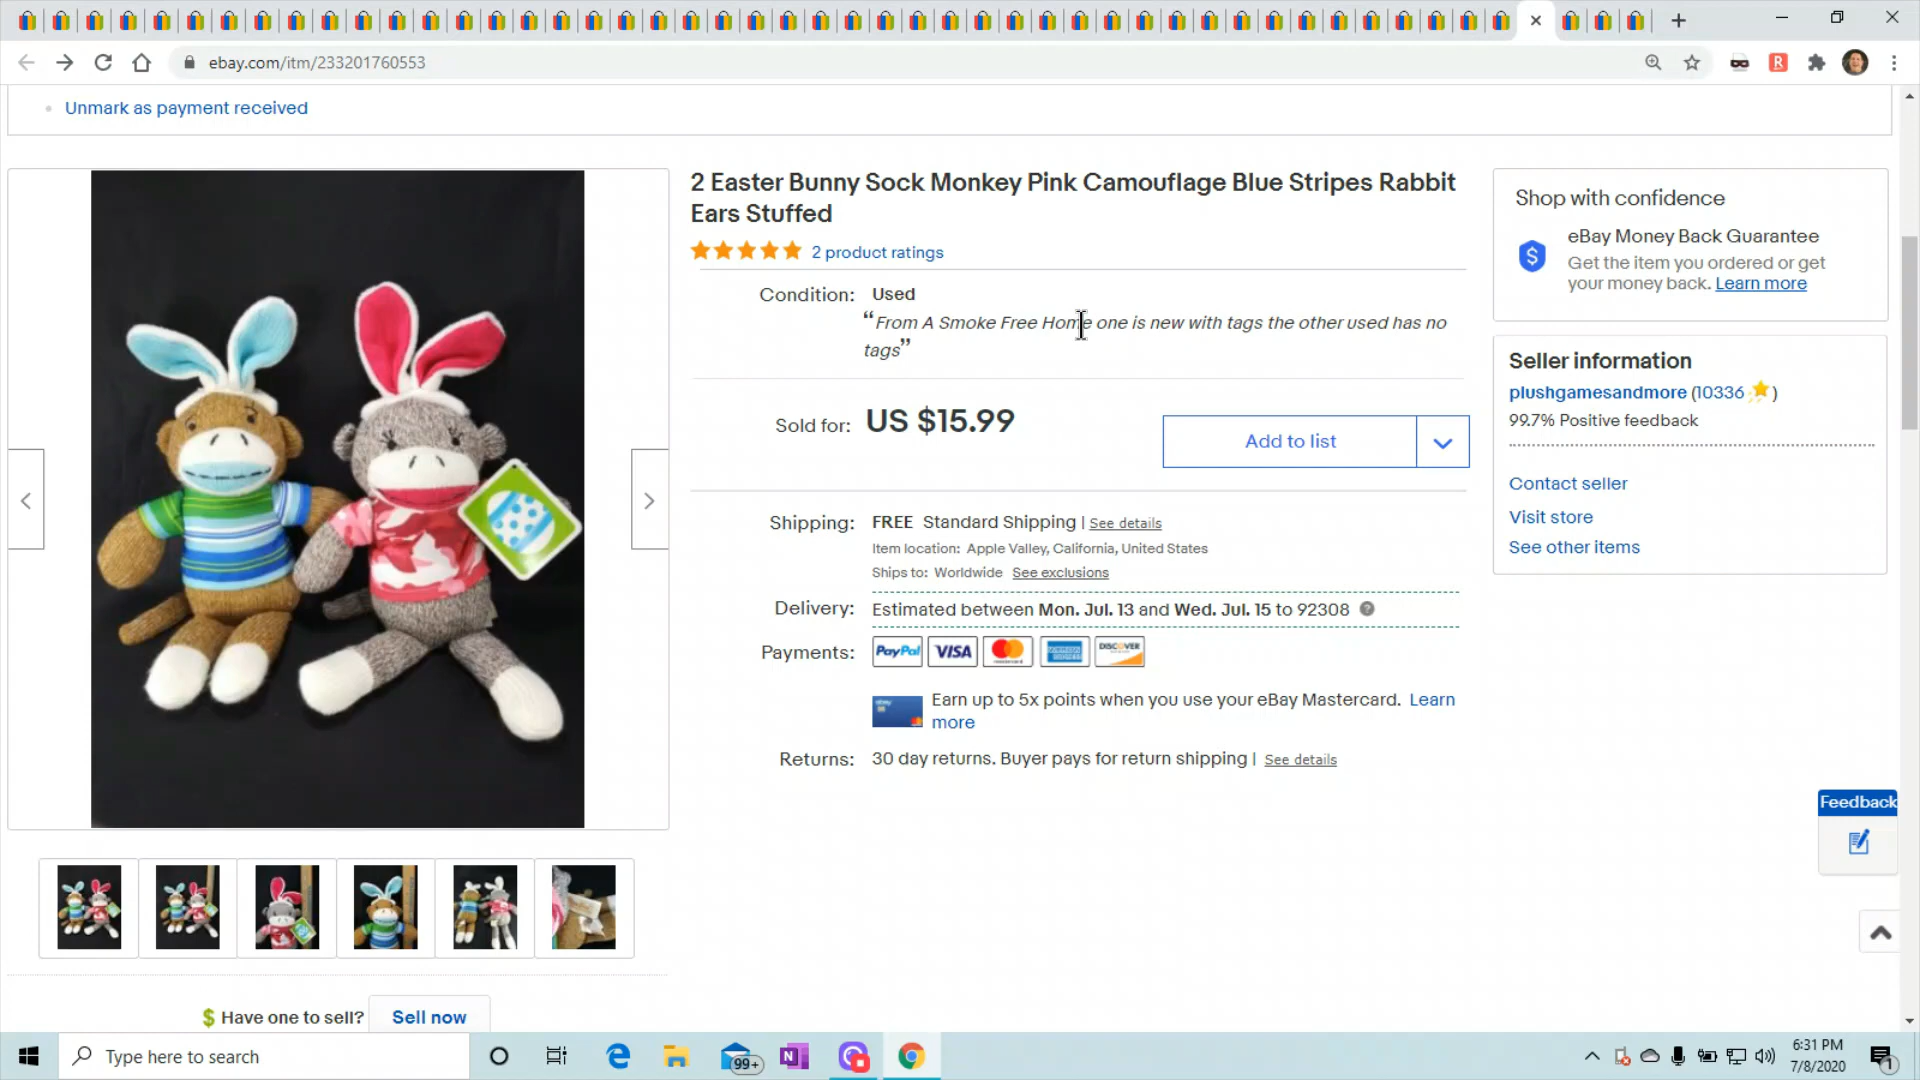 ebay.com/itm/233201760553
R
Unmark as payment received
2 Easter Bunny Sock Monkey Pink Camouflage Blue Stripes Rabbit
Ears Stuffed
2 product ratings
Condition: Used
“From A Smoke Free Home one is new with tags the other used has no
tags”
Sold for: US $15.99
Add to list
Shipping: FREE Standard Shipping | See details
Item location: Apple Valley, California, United States
Ships to: Worldwide See exclusions
Delivery: Estimated between Mon. Jul. 13 and Wed. Jul. 15 to 92308 ?
Payments: PayPal VISA mastercard AMERICAN EXPRESS DISCOVER
ebay
Earn up to 5x points when you use your eBay Mastercard. Learn
more
Returns: 30 day returns. Buyer pays for return shipping | See details
Shop with confidence
$
eBay Money Back Guarantee
Get the item you ordered or get
your money back. Learn more
Seller information
plushgamesandmore (10336 )
99.7% Positive feedback
Contact seller
Visit store
See other items
Feedback
$ Have one to sell? Sell now
Type here to search
99+
N
6:31 PM
7/8/2020
1